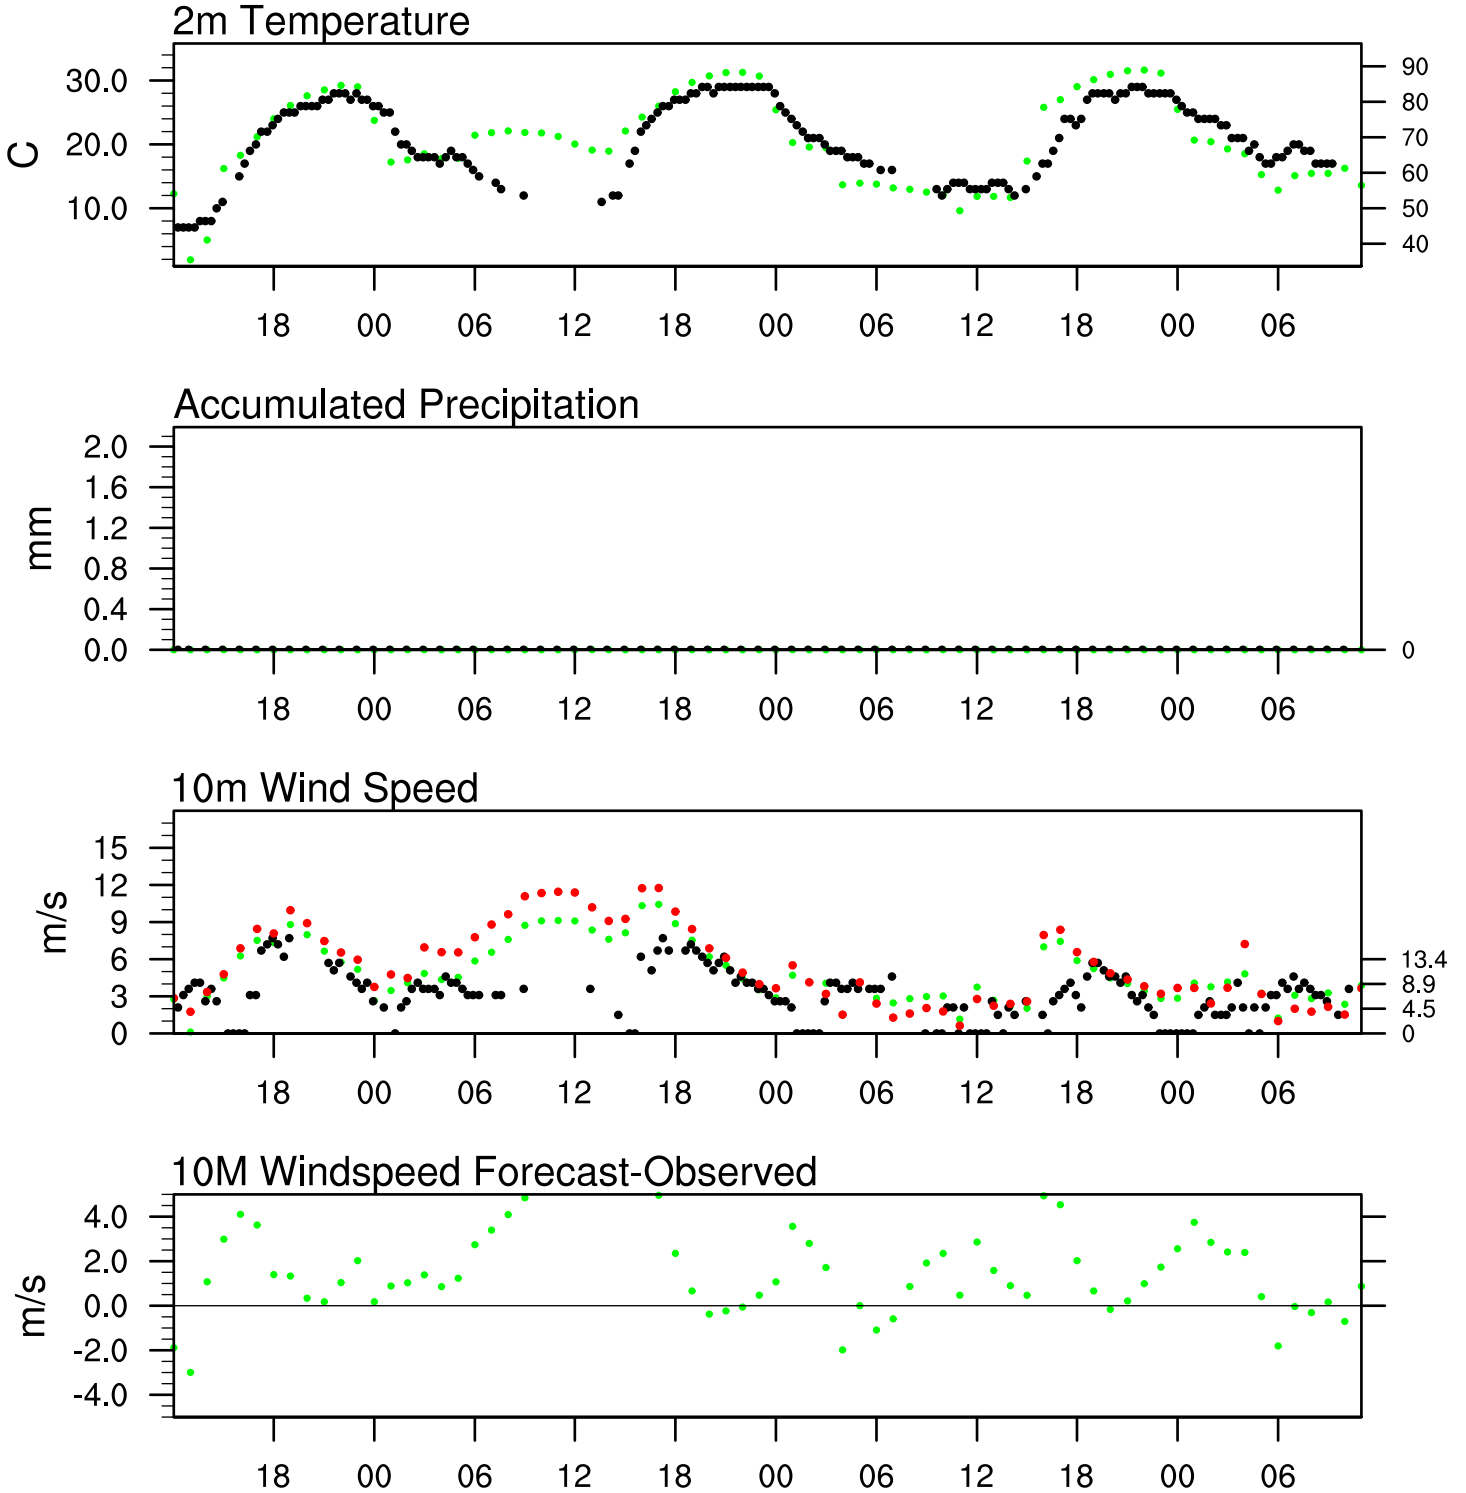 2m Temperature
30.0
20.0
10.0
C
90
80
70
60
50
40
18 00 06 12 18 00 06 12 18 00 06
Accumulated Precipitation
2.0
1.6
1.2
0.8
0.4
0.0
mm
0
18 00 06 12 18 00 06 12 18 00 06
10m Wind Speed
15
12
9
6
3
0
m/s
13.4
8.9
4.5
0
18 00 06 12 18 00 06 12 18 00 06
10M Windspeed Forecast-Observed
4.0
2.0
0.0
-2.0
-4.0
m/s
18 00 06 12 18 00 06 12 18 00 06